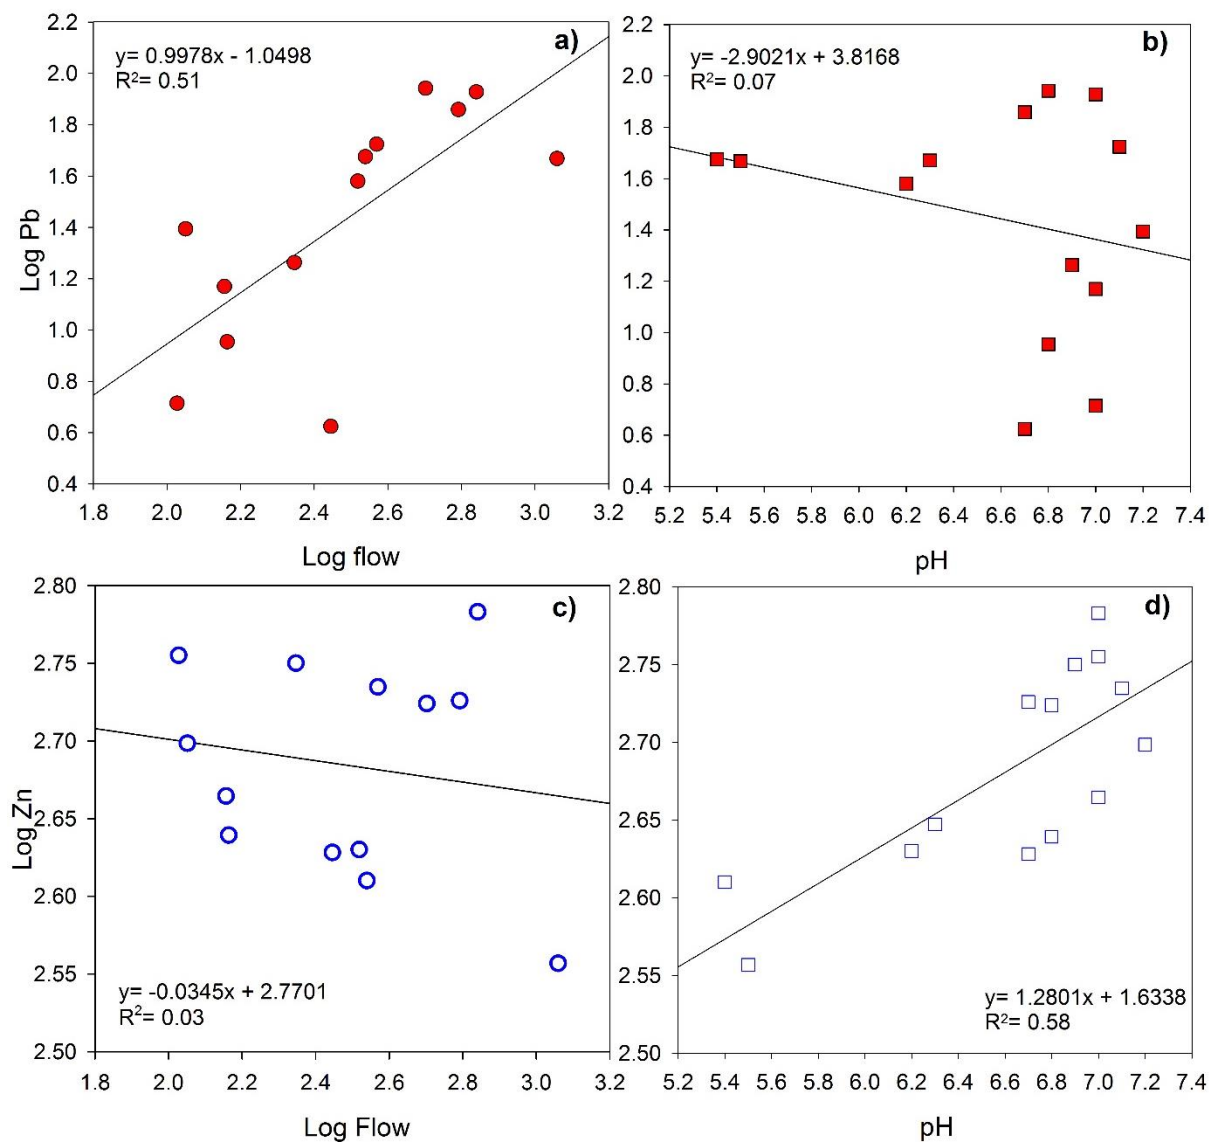 a)
y= 0.9978x - 1.0498
R²= 0.51
Log Pb
2.2
2.0
1.8
1.6
1.4
1.2
1.0
0.8
0.6
0.4
1.8 2.0 2.2 2.4 2.6 2.8 3.0 3.2
Log flow
b)
y= -2.9021x + 3.8168
R²= 0.07
2.2
2.0
1.8
1.6
1.4
1.2
1.0
0.8
0.6
0.4
5.2 5.4 5.6 5.8 6.0 6.2 6.4 6.6 6.8 7.0 7.2 7.4
pH
c)
Log Zn
2.80
2.75
2.70
2.65
2.60
2.55
2.50
y= -0.0345x + 2.7701
R²= 0.03
1.8 2.0 2.2 2.4 2.6 2.8 3.0 3.2
Log Flow
d)
2.80
2.75
2.70
2.65
2.60
2.55
2.50
y= 1.2801x + 1.6338
R²= 0.58
5.2 5.4 5.6 5.8 6.0 6.2 6.4 6.6 6.8 7.0 7.2 7.4
pH